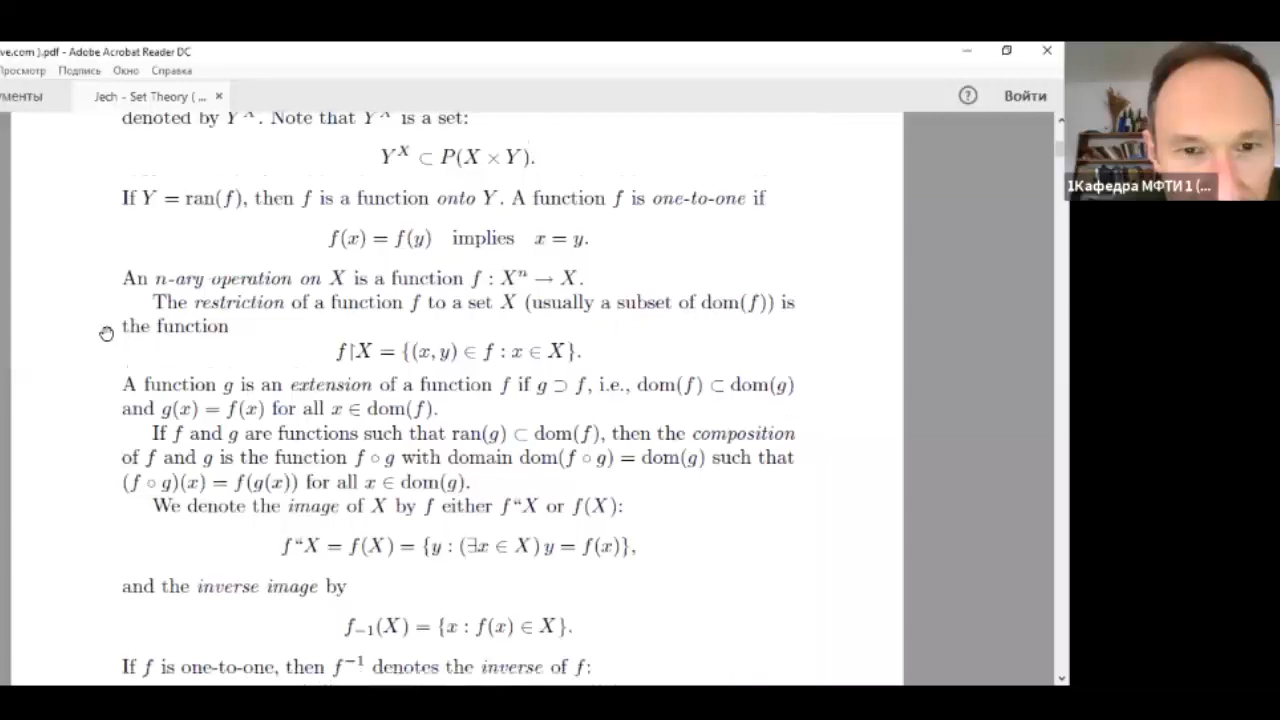 ve.com ).pdf - Adobe Acrobat Reader DC
Просмотр Подпись Окно Справка
ументы Jech - Set Theory ( ... × Войти
denoted by Y^X. Note that Y^X is a set:
Y^X ⊂ P(X × Y).
If Y = ran(f), then f is a function onto Y. A function f is one-to-one if
f(x) = f(y) implies x = y.
An n-ary operation on X is a function f : X^n → X.
The restriction of a function f to a set X (usually a subset of dom(f)) is
the function
f↾X = {(x, y) ∈ f : x ∈ X}.
A function g is an extension of a function f if g ⊃ f, i.e., dom(f) ⊂ dom(g)
and g(x) = f(x) for all x ∈ dom(f).
If f and g are functions such that ran(g) ⊂ dom(f), then the composition
of f and g is the function f ∘ g with domain dom(f ∘ g) = dom(g) such that
(f ∘ g)(x) = f(g(x)) for all x ∈ dom(g).
We denote the image of X by f either f“X or f(X):
f“X = f(X) = {y : (∃x ∈ X) y = f(x)},
and the inverse image by
f_{-1}(X) = {x : f(x) ∈ X}.
If f is one-to-one, then f^{-1} denotes the inverse of f:
1Кафедра МФТИ 1 (...